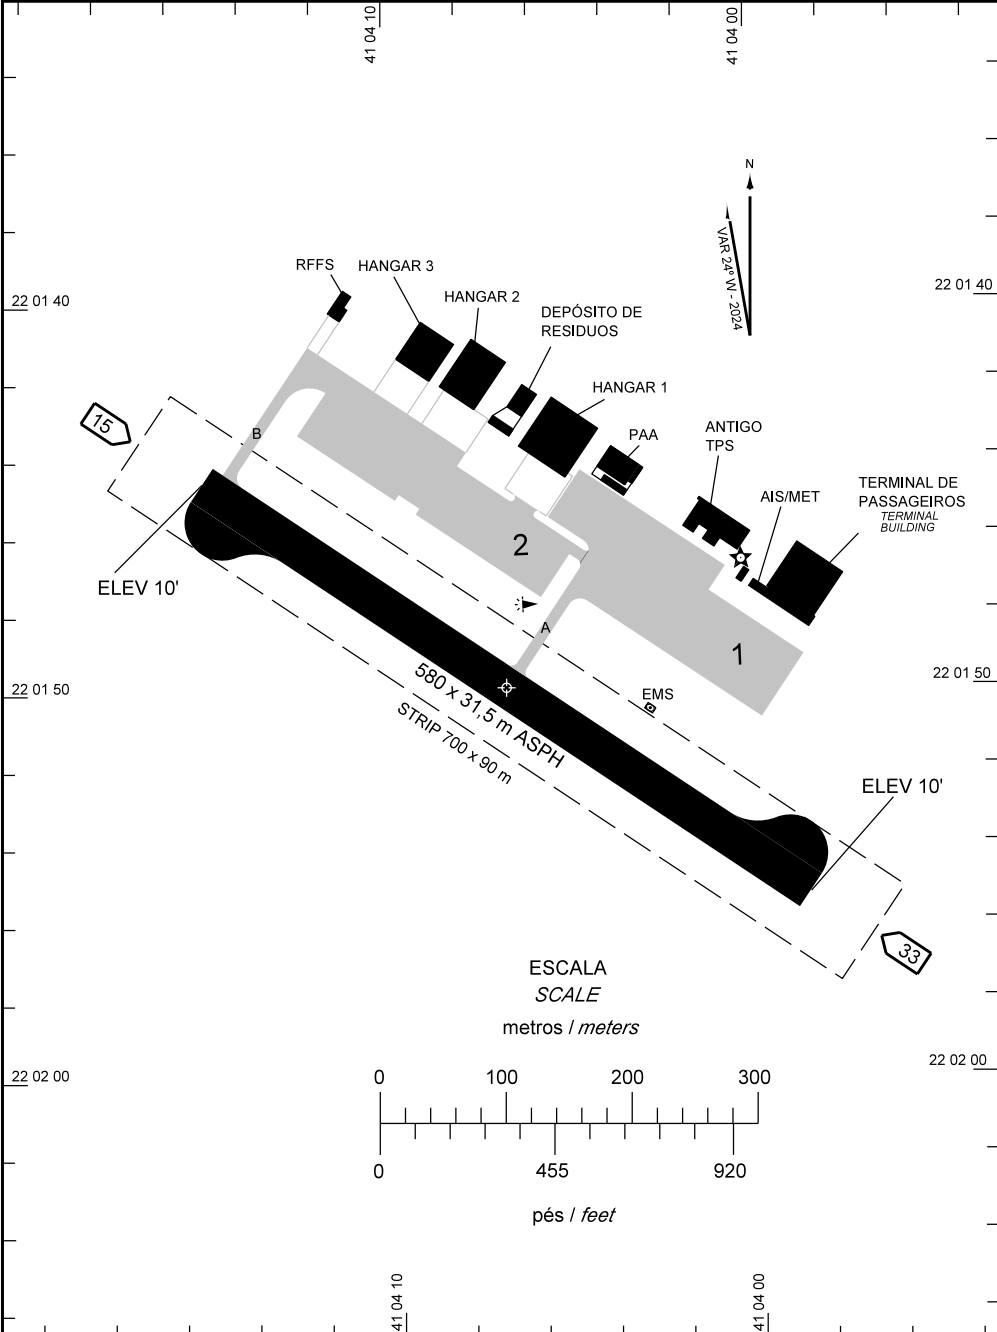 41 04 10
41 04 00
N
VAR 24º W - 2024
22 01 40
22 01 40
RFFS
HANGAR 3
HANGAR 2
DEPÓSITO DE
RESIDUOS
HANGAR 1
PAA
ANTIGO
TPS
AIS/MET
TERMINAL DE
PASSAGEIROS
TERMINAL
BUILDING
15
B
2
ELEV 10'
A
1
22 01 50
22 01 50
EMS
580 x 31,5 m ASPH
STRIP 700 x 90 m
ELEV 10'
33
ESCALA
SCALE
metros / meters
0 100 200 300
0 455 920
pés / feet
22 02 00
22 02 00
41 04 10
41 04 00